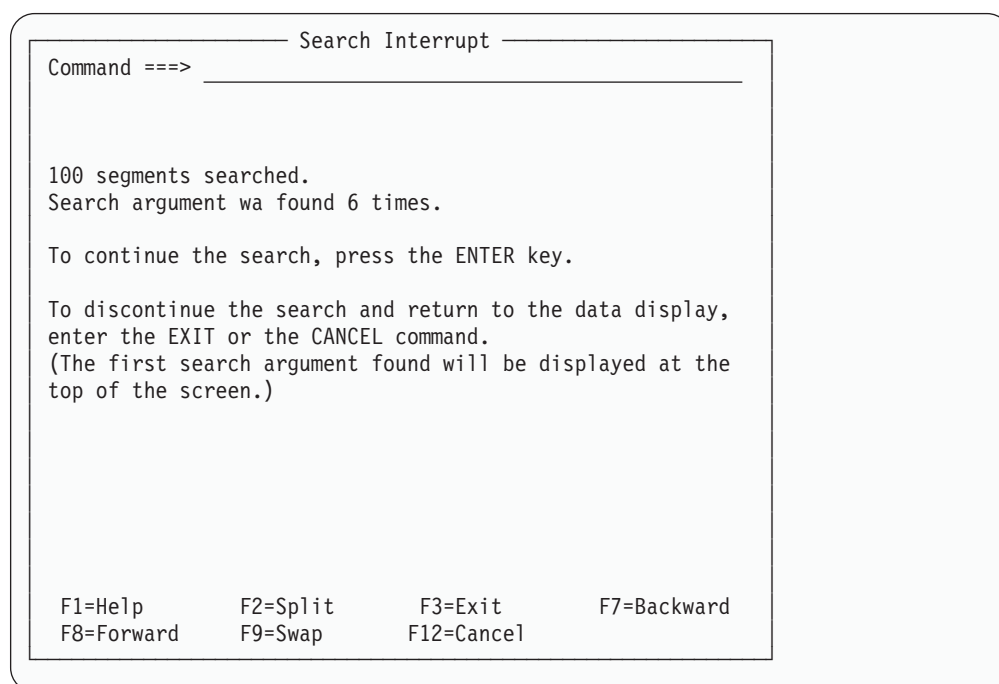 Search Interrupt
Command ===>
100 segments searched.
Search argument wa found 6 times.
To continue the search, press the ENTER key.
To discontinue the search and return to the data display,
enter the EXIT or the CANCEL command.
(The first search argument found will be displayed at the
top of the screen.)
F1=Help F2=Split F3=Exit F7=Backward
F8=Forward F9=Swap F12=Cancel